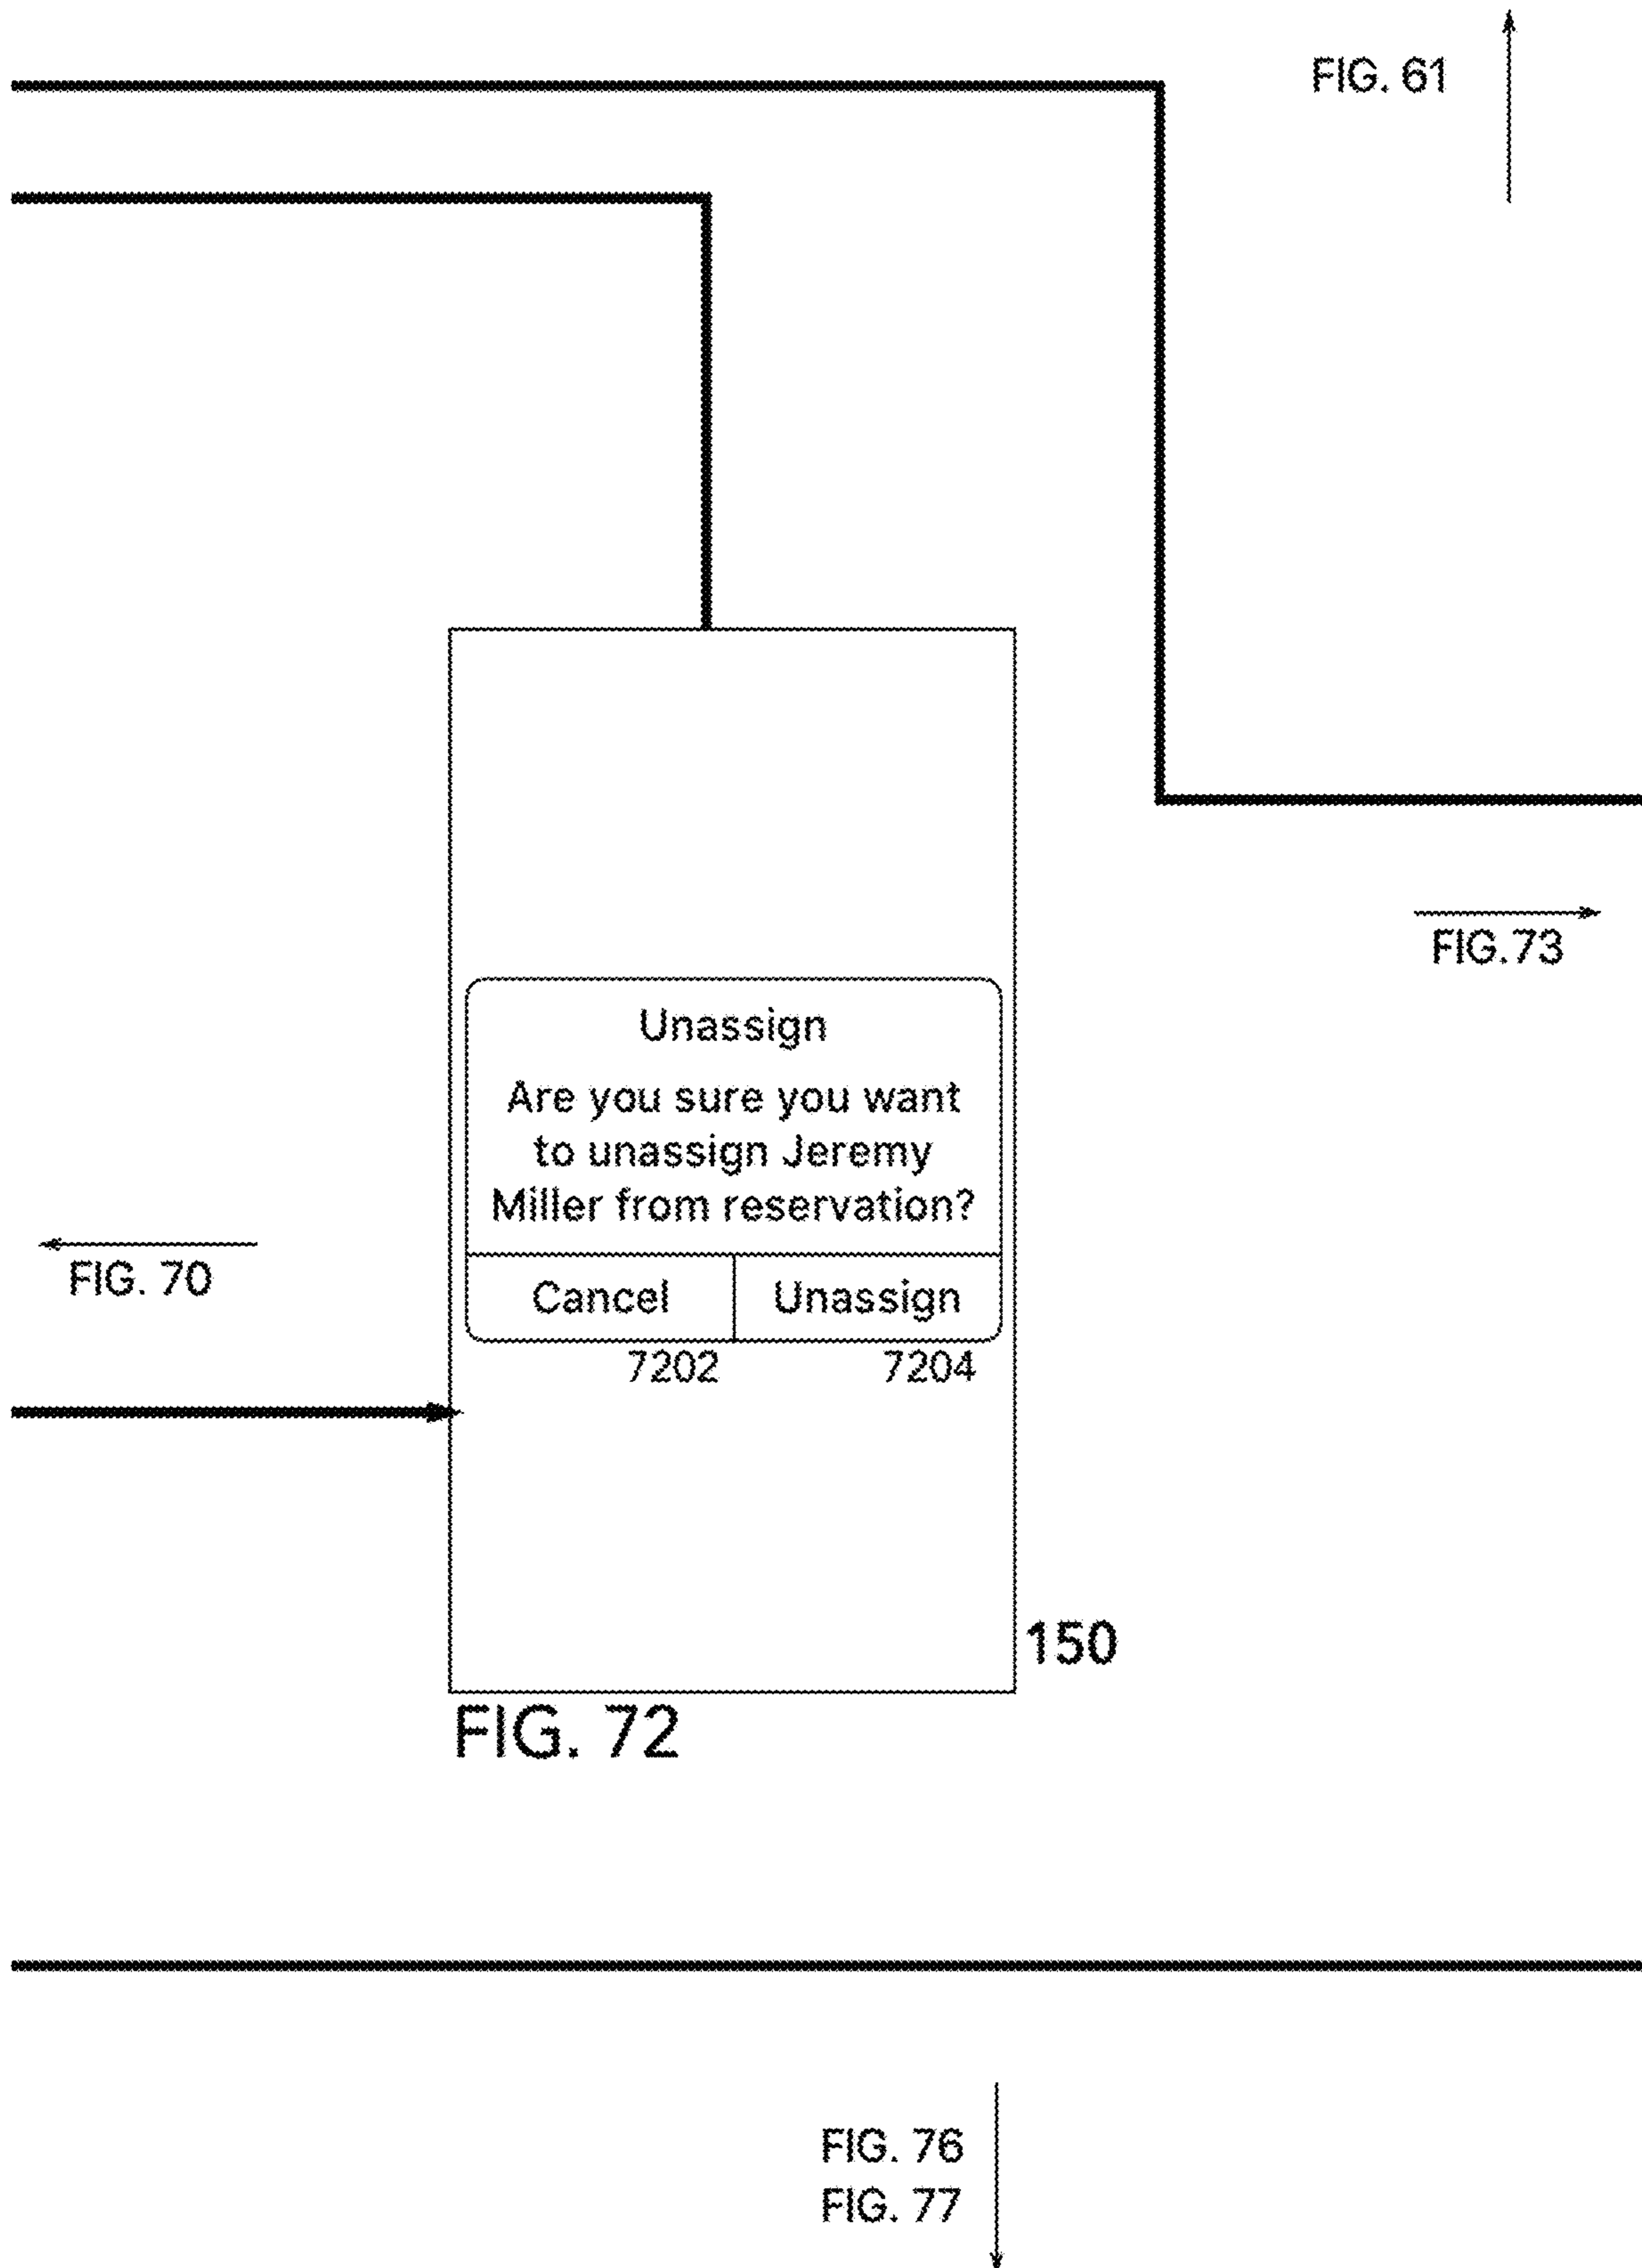 FIG. 61
FIG.73
Unassign
Are you sure you want
to unassign Jeremy
Miller from reservation?
FIG. 70
Cancel
Unassign
7202
7204
150
FIG. 72
FIG. 76
FIG. 77